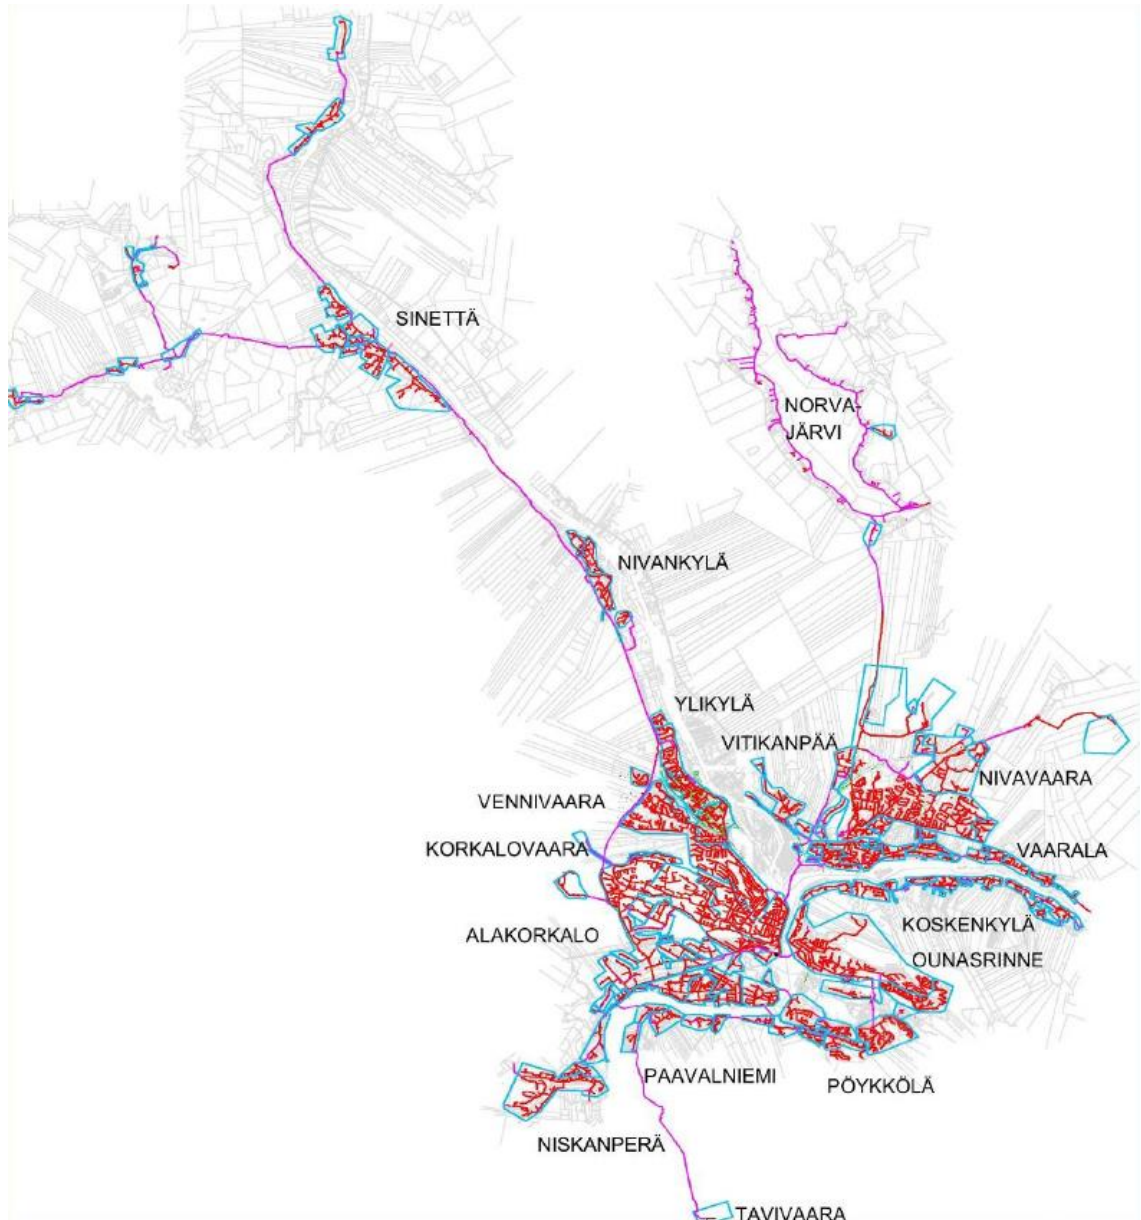 SINETTÄ
NORVA-
JÄRVI
NIVANKYLÄ
YLIKYLÄ
VITIKANPÄÄ
NIVAVAARA
VENNIVAARA
KORKALOVAARA
VAARALA
KOSKENKYLÄ
ALAKORKALO
OUNASRINNE
PAAVALNIEMI
PÖYKKÖLÄ
NISKANPERÄ
TAVIVAARA